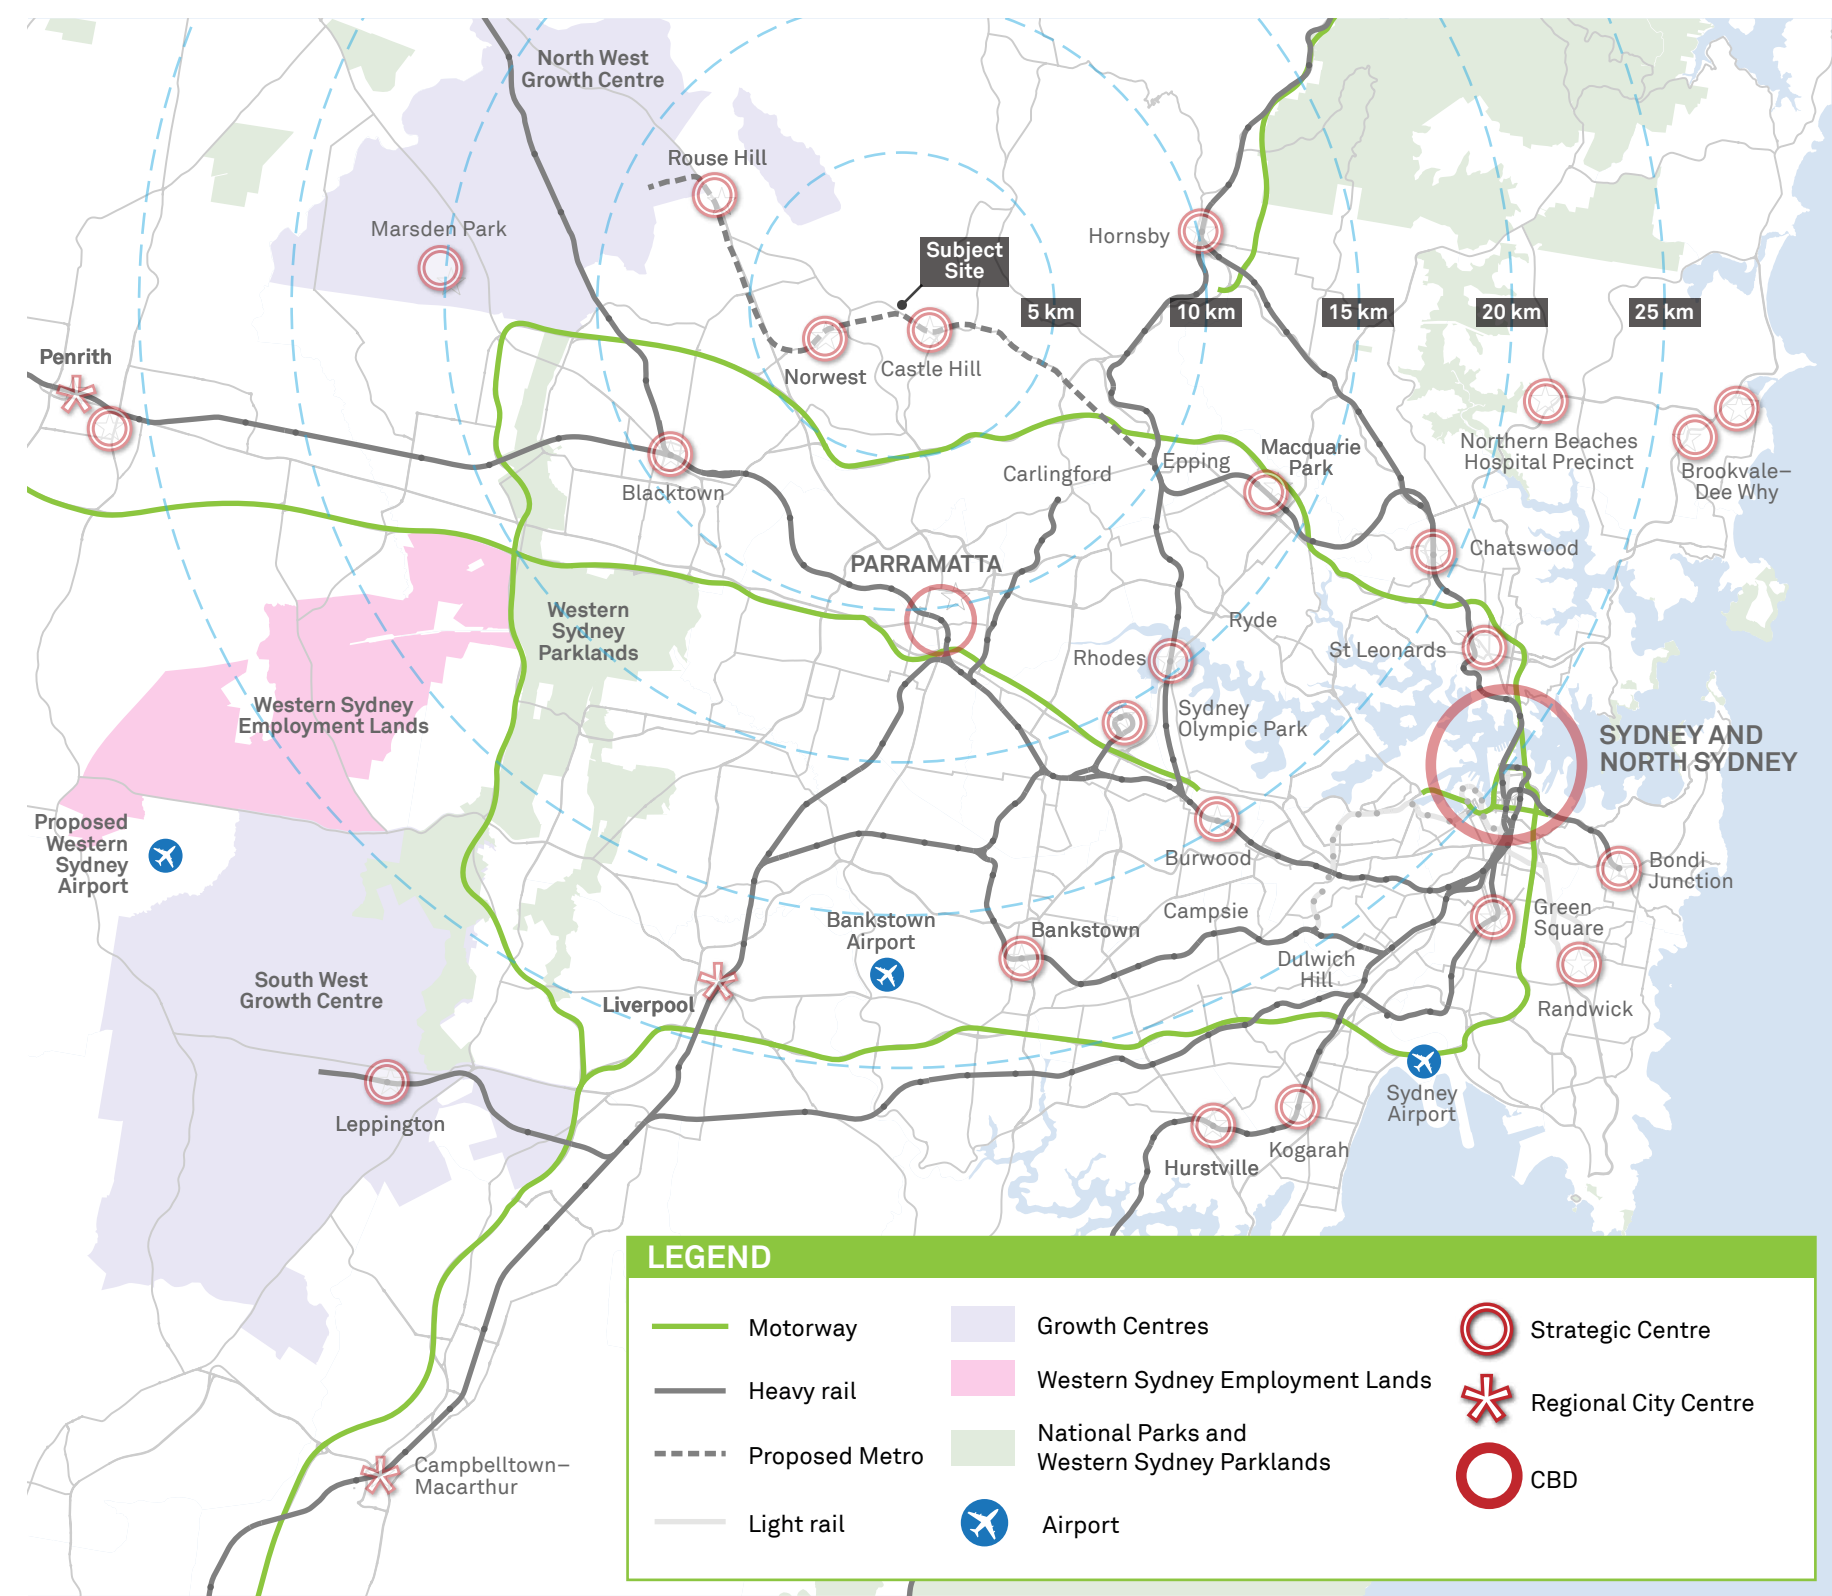 North West
Growth Centre
Rouse Hill
Marsden Park
Subject
Site
Hornsby
5 km
10 km
15 km
20 km
25 km
Penrith
Norwest
Castle Hill
Northern Beaches
Hospital Precinct
Brookvale–
Dee Why
Macquarie
Park
Epping
Carlingford
Blacktown
Chatswood
PARRAMATTA
Western
Sydney
Parklands
Ryde
Rhodes
St Leonards
Western Sydney
Employment Lands
Sydney
Olympic Park
SYDNEY AND
NORTH SYDNEY
Proposed
Western
Sydney
Airport
Burwood
Bondi
Junction
Bankstown
Airport
Bankstown
Campsie
Green
Square
Dulwich
Hill
South West
Growth Centre
Liverpool
Randwick
Leppington
Sydney
Airport
Kogarah
Hurstville
LEGEND
Motorway
Heavy rail
Proposed Metro
Light rail
Growth Centres
Western Sydney Employment Lands
National Parks and
Western Sydney Parklands
Airport
Strategic Centre
Regional City Centre
CBD
Campbelltown–
Macarthur